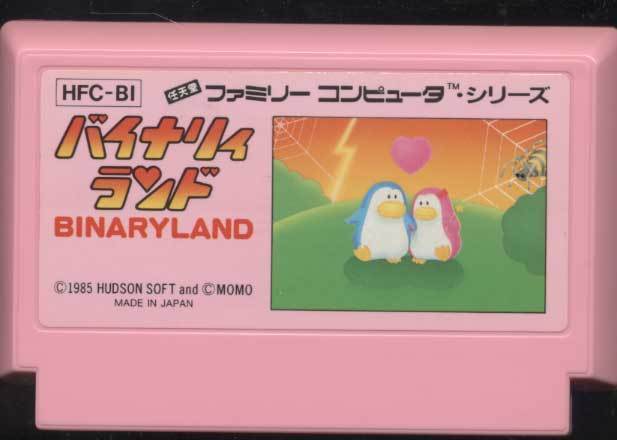 HFC-BI
任天堂 ファミリー コンピュータ™・シリーズ
バイナリィ
ランド
BINARYLAND
©1985 HUDSON SOFT and ©MOMO
MADE IN JAPAN